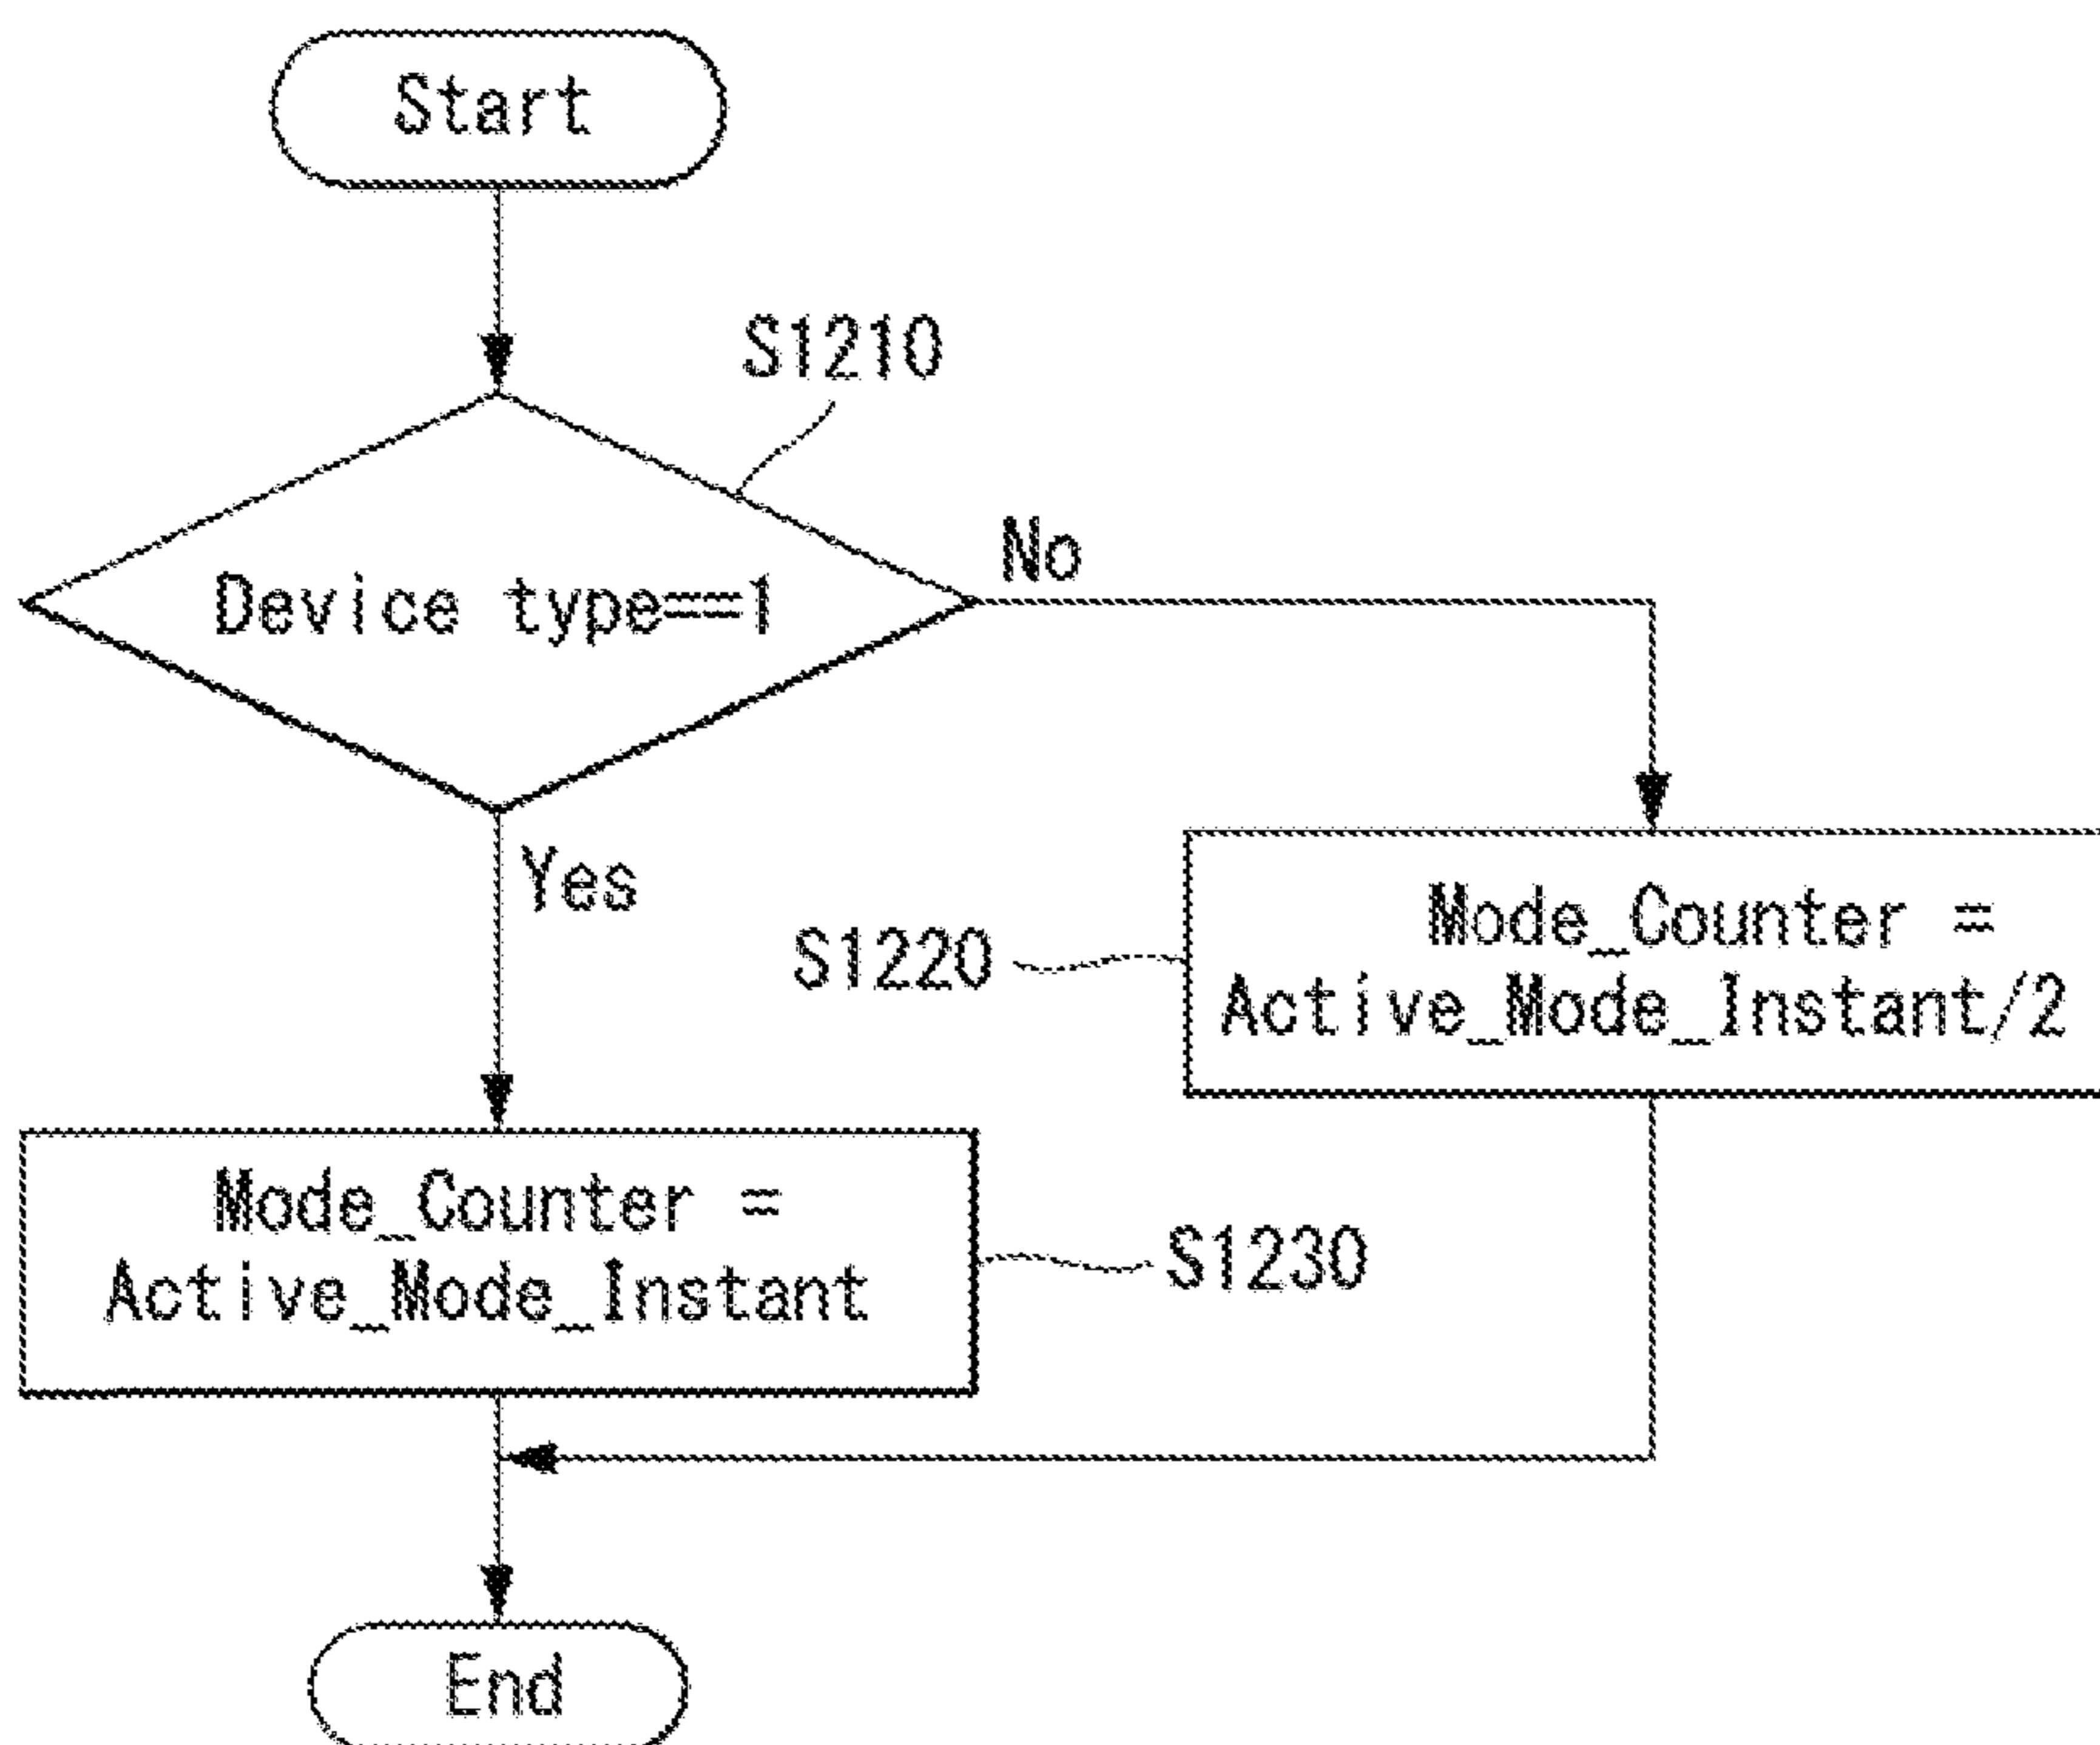 Start
S1210
Device type==1
No
Yes
S1220
Mode_Counter =
Active_Mode_Instant/2
Mode_Counter =
Active_Mode_Instant
S1230
End